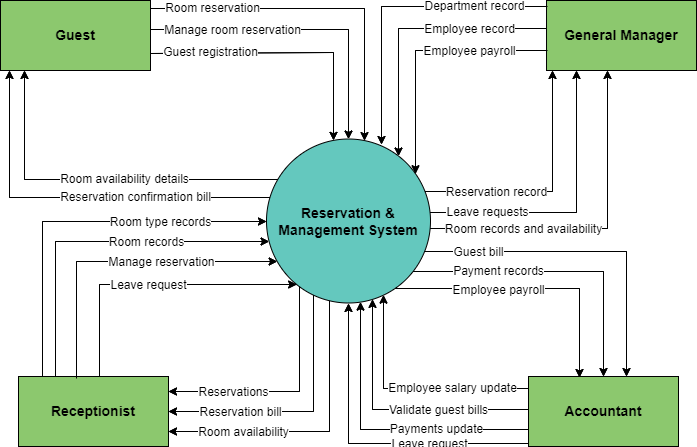 Room reservation
Manage room reservation
Guest registration
Guest
Department record
Employee record
Employee payroll
General Manager
Room availability details
Reservation confirmation bill
Reservation &
Management System
Reservation record
Leave requests
Room records and availability
Room type records
Room records
Manage reservation
Leave request
Guest bill
Payment records
Employee payroll
Receptionist
Reservations
Reservation bill
Room availability
Employee salary update
Validate guest bills
Payments update
Leave request
Accountant